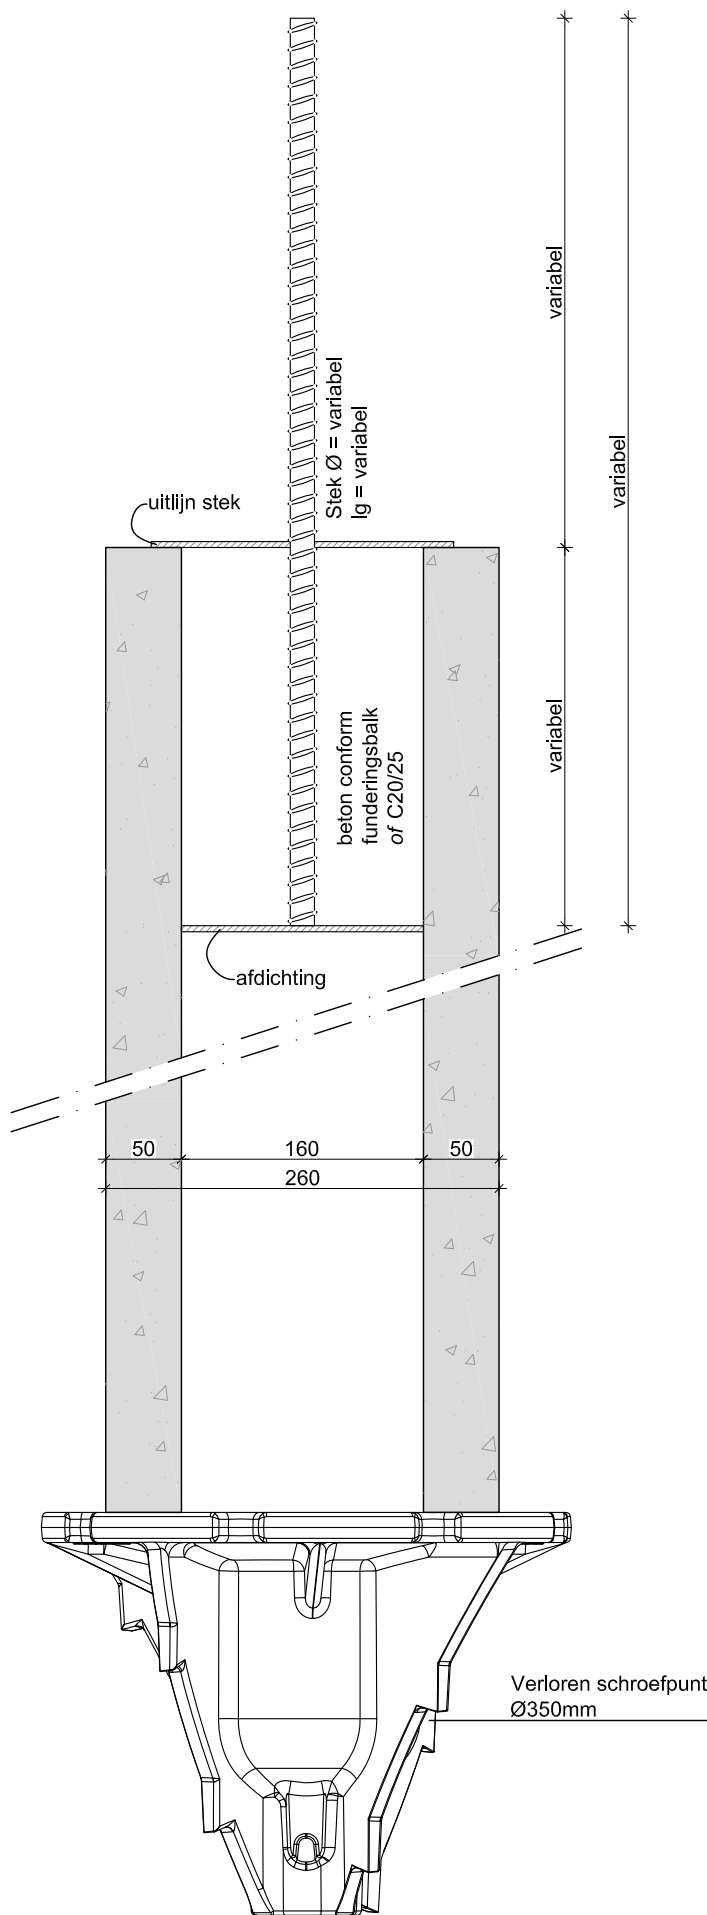 variabel
variabel
Stek Ø = variabel
lg = variabel
uitlijn stek
variabel
beton conform
funderingsbalk
of C20/25
afdichting
50
160
50
260
Verloren schroefpunt
Ø350mm